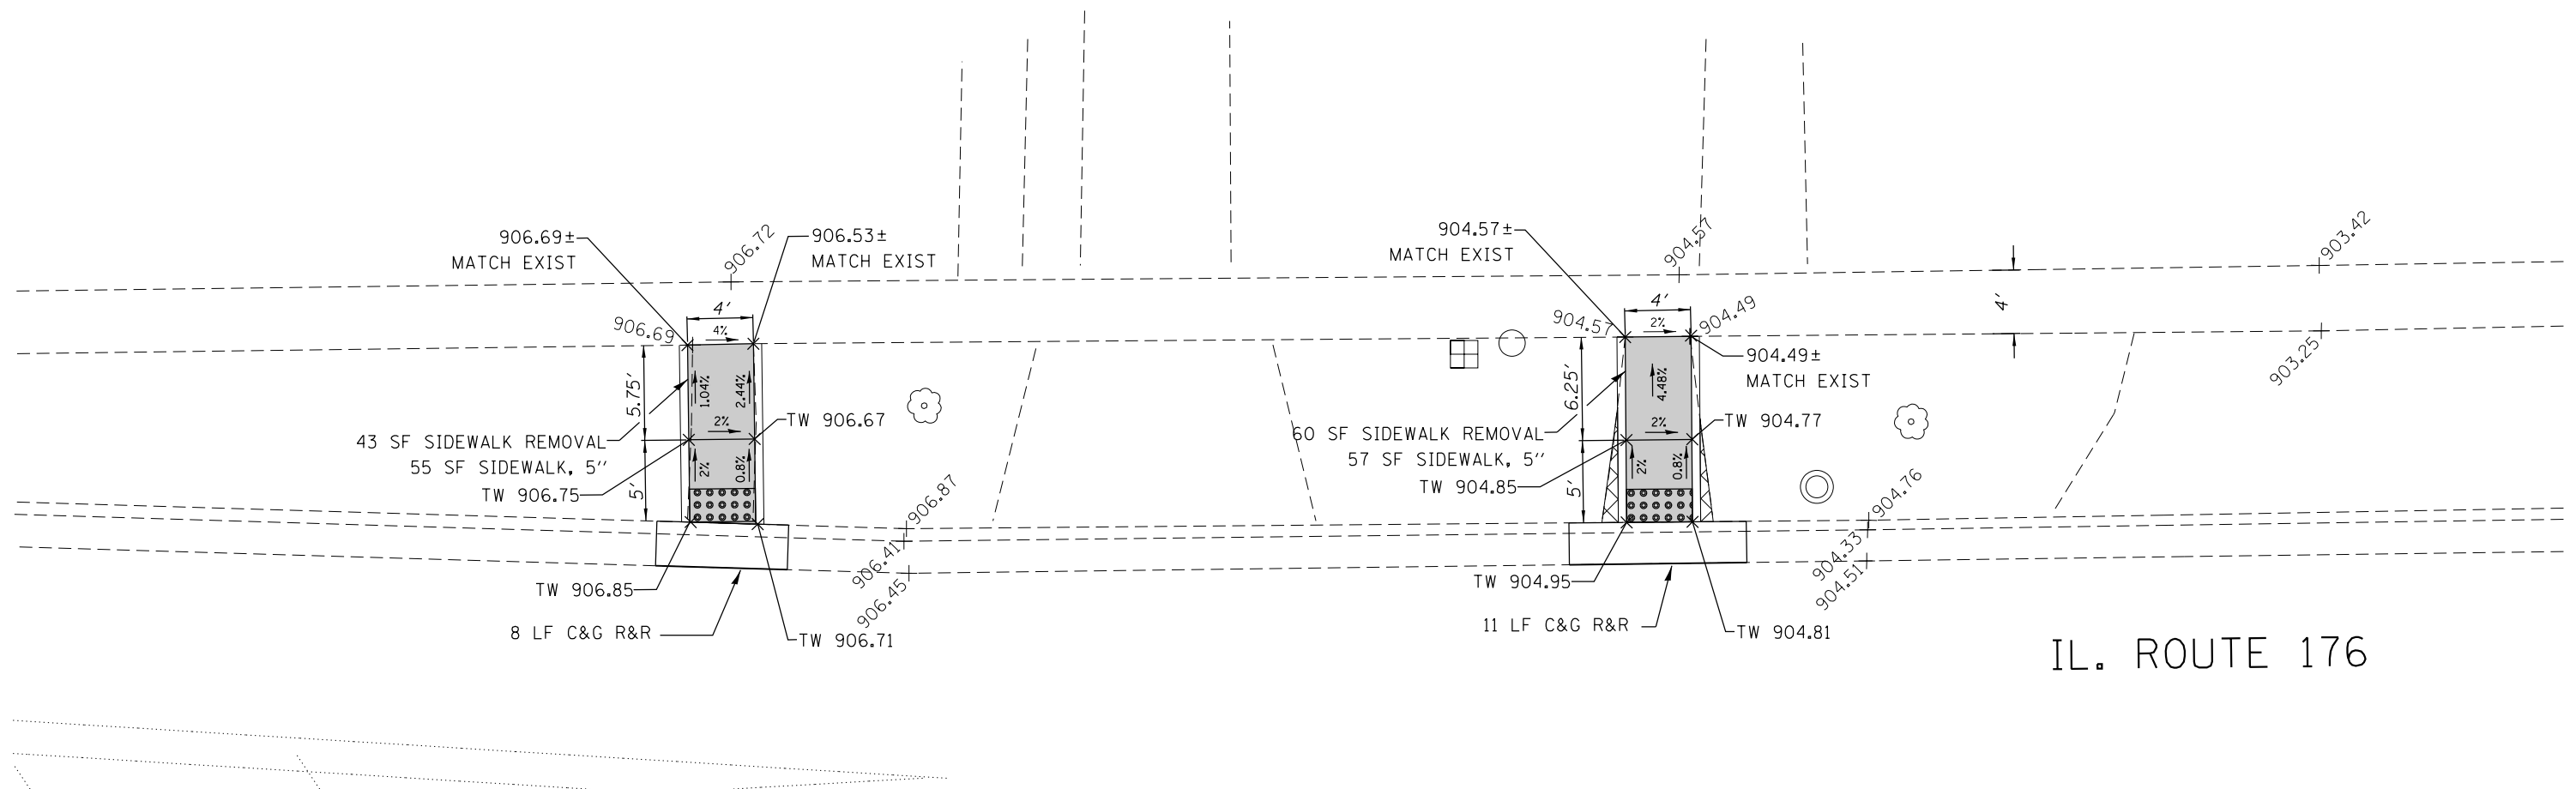 906.69±
MATCH EXIST
906.72
906.53±
MATCH EXIST
4'
4%
906.69
5.75'
1.04%
2.44%
2%
TW 906.67
43 SF SIDEWALK REMOVAL
55 SF SIDEWALK, 5''
TW 906.75
5'
2%
0.8%
906.87
906.41
906.45
TW 906.85
8 LF C&G R&R
TW 906.71
904.57±
MATCH EXIST
904.57
4'
2%
904.57
904.49
904.49±
MATCH EXIST
6.25'
4.48%
2%
TW 904.77
60 SF SIDEWALK REMOVAL
57 SF SIDEWALK, 5''
TW 904.85
5'
2%
0.8%
904.76
904.33
904.51
TW 904.95
11 LF C&G R&R
TW 904.81
4'
903.42
903.25
IL. ROUTE 176